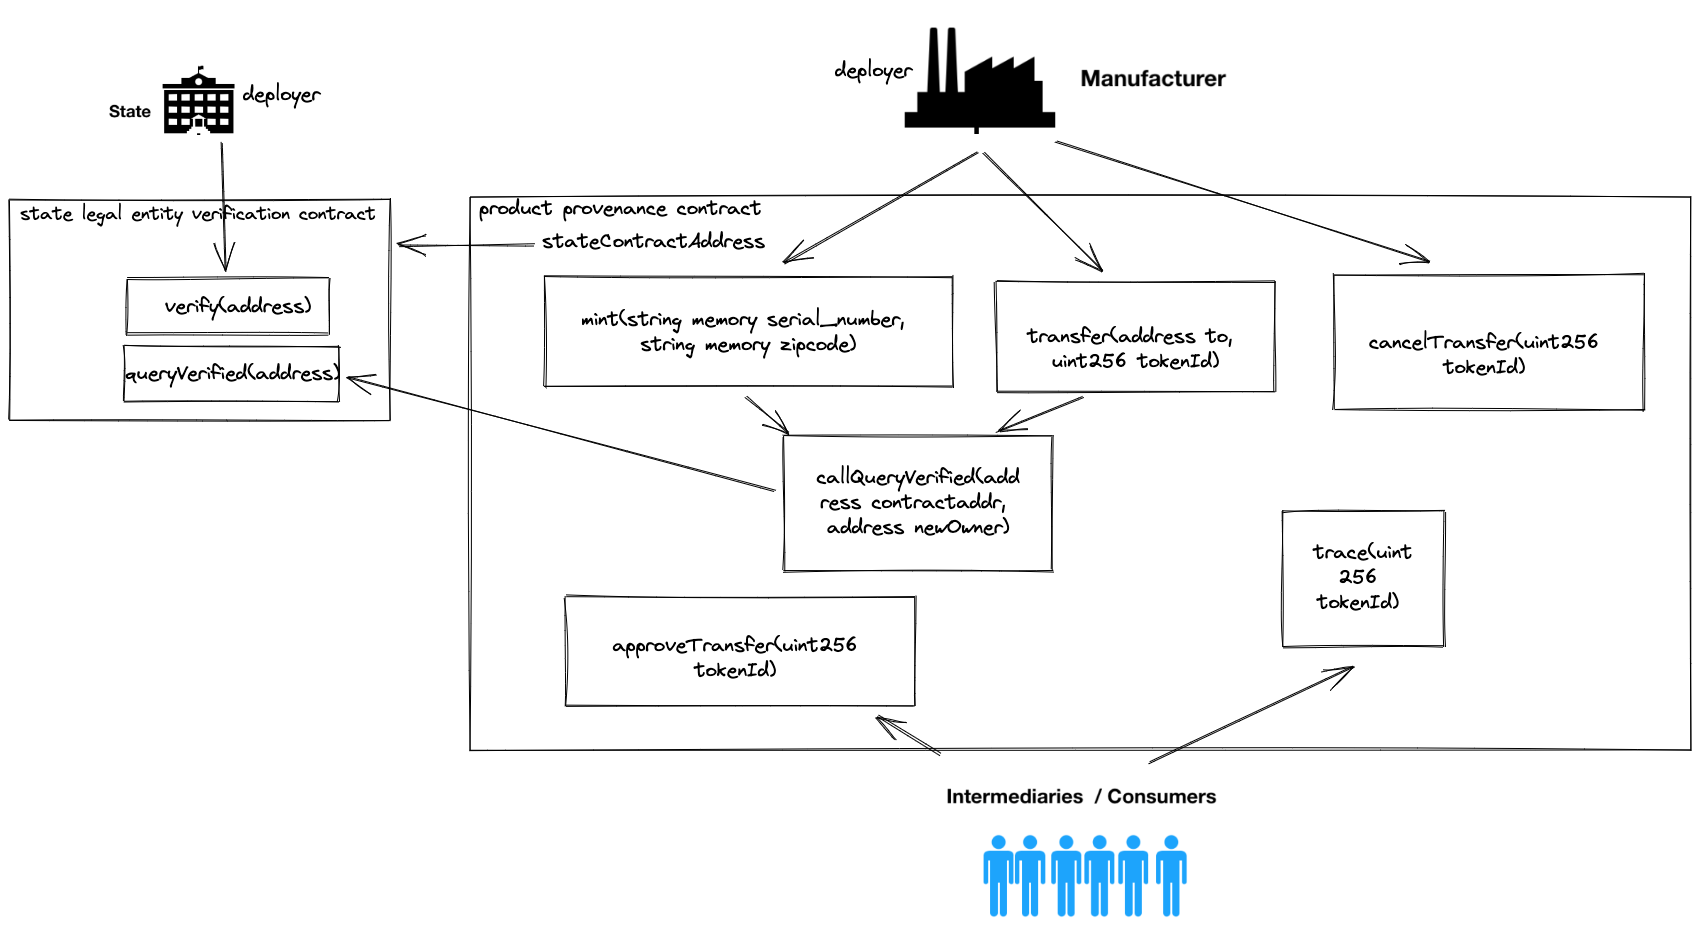 State
deployer
deployer
Manufacturer
state legal entity verification contract
verify(address)
queryVerified(address)
product provenance contract
stateContractAddress
mint(string memory serial_number,
string memory zipcode)
transfer(address to,
uint256 tokenId)
cancelTransfer(uint256
tokenId)
callQueryVerified(add
ress contractaddr,
address newOwner)
trace(uint
256
tokenId)
approveTransfer(uint256
tokenId)
Intermediaries / Consumers